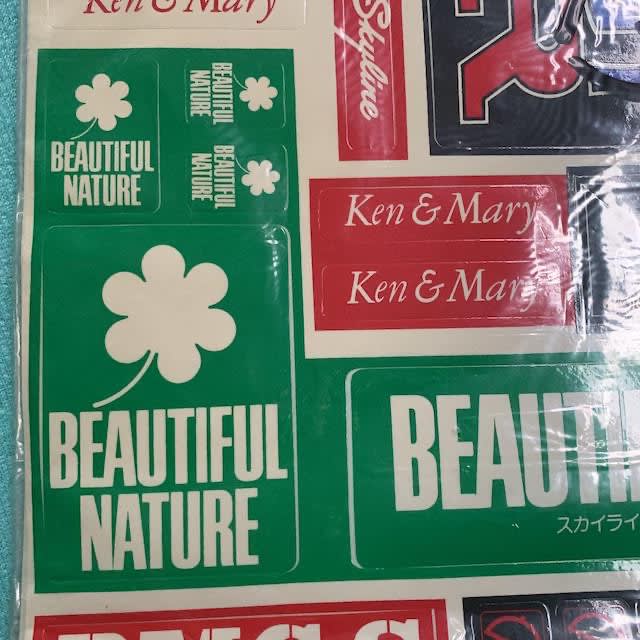 Ken & Mary
Skyline
BEAUTIFUL
NATURE
BEAUTIFUL
NATURE
BEAUTIFUL
NATURE
Ken & Mary
Ken & Mary
BEAUTIFUL
NATURE
BEAUTI
スカイライ